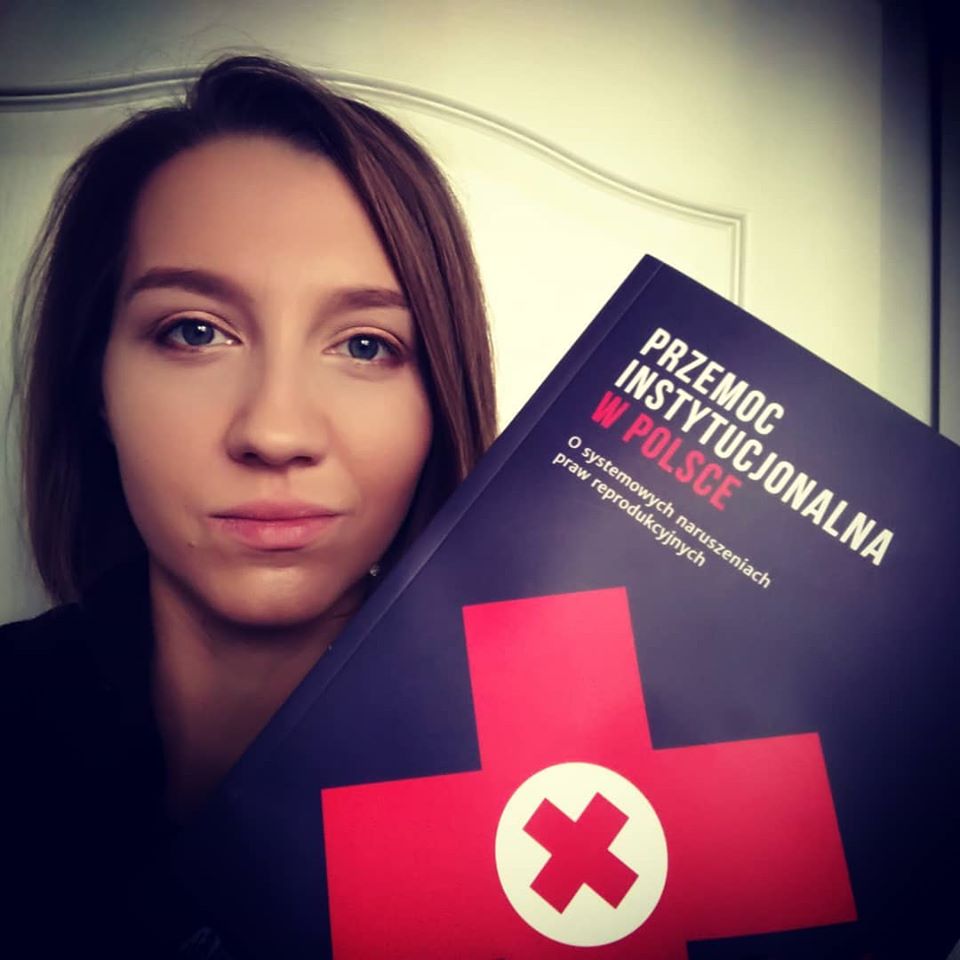 PRZEMOC
INSTYTUCJONALNA
W POLSCE
O systemowych naruszeniach
praw reprodukcyjnych